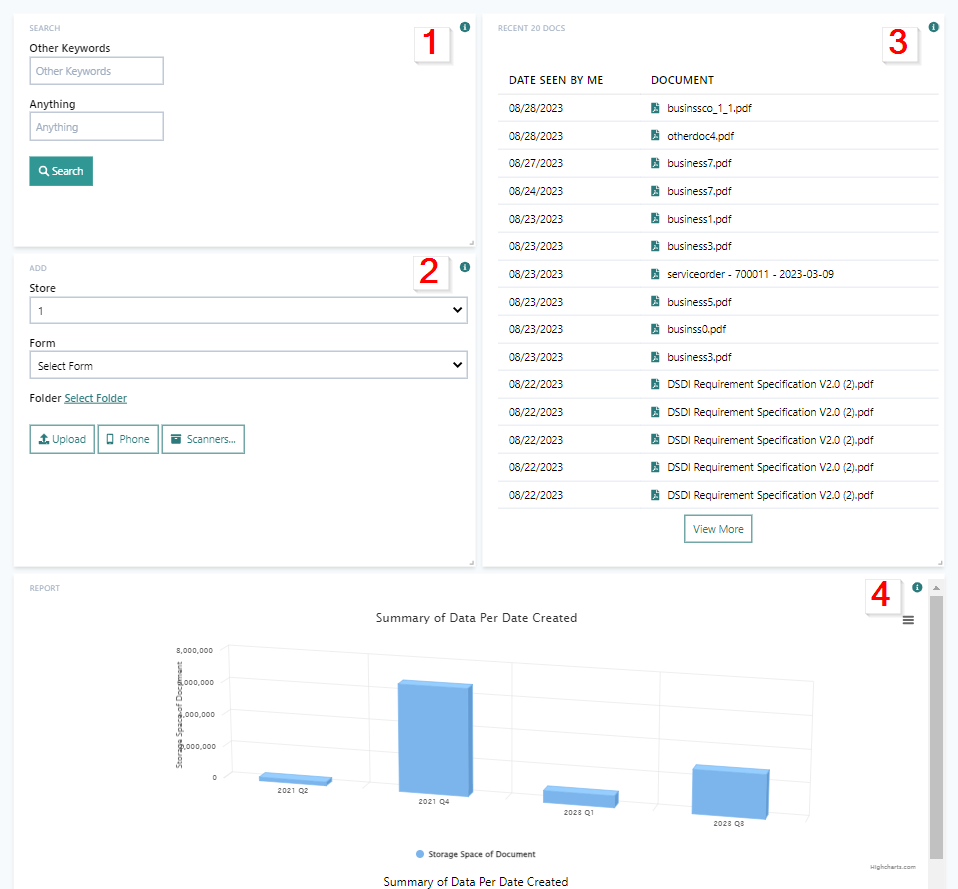 SEARCH
1
Other Keywords
Other Keywords
Anything
Anything
Search
ADD
2
Store
1
Form
Select Form
Folder Select Folder
Upload Phone Scanners...
RECENT 20 DOCS
3
DATE SEEN BY ME DOCUMENT
08/28/2023 businssco_1_1.pdf
08/28/2023 otherdoc4.pdf
08/27/2023 business7.pdf
08/24/2023 business7.pdf
08/23/2023 business1.pdf
08/23/2023 business3.pdf
08/23/2023 serviceorder - 700011 - 2023-03-09
08/23/2023 business5.pdf
08/23/2023 businss0.pdf
08/23/2023 business3.pdf
08/22/2023 DSDI Requirement Specification V2.0 (2).pdf
08/22/2023 DSDI Requirement Specification V2.0 (2).pdf
08/22/2023 DSDI Requirement Specification V2.0 (2).pdf
08/22/2023 DSDI Requirement Specification V2.0 (2).pdf
08/22/2023 DSDI Requirement Specification V2.0 (2).pdf
View More
REPORT
4
Summary of Data Per Date Created
Storage Space of Document
8,000,000
,000,000
,000,000
,000,000
0
2021 Q2
2021 Q4
2023 Q1
2023 Q3
Storage Space of Document
Highcharts.com
Summary of Data Per Date Created